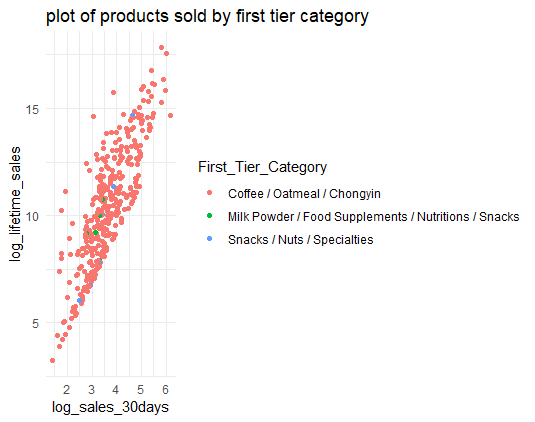 plot of products sold by first tier category
log_lifetime_sales
15
10
5
2 3 4 5 6
log_sales_30days
First_Tier_Category
Coffee / Oatmeal / Chongyin
Milk Powder / Food Supplements / Nutritions / Snacks
Snacks / Nuts / Specialties